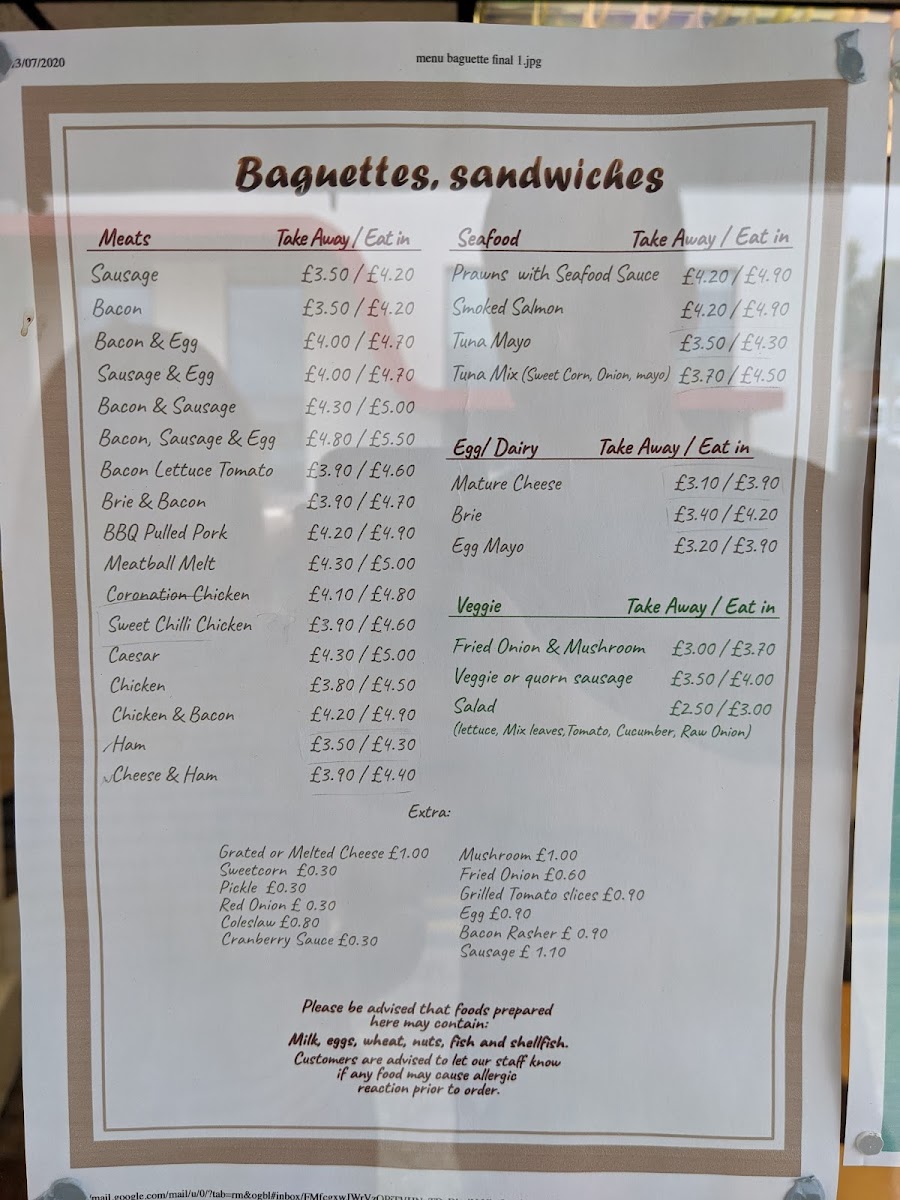 3/07/2020
menu baguette final 1.jpg
Baguettes, sandwiches
Meats Take Away / Eat in
Sausage £3.50 / £4.20
Bacon £3.50 / £4.20
Bacon & Egg £4.00 / £4.70
Sausage & Egg £4.00 / £4.70
Bacon & Sausage £4.30 / £5.00
Bacon, Sausage & Egg £4.80 / £5.50
Bacon Lettuce Tomato £3.90 / £4.60
Brie & Bacon £3.90 / £4.70
BBQ Pulled Pork £4.20 / £4.90
Meatball Melt £4.30 / £5.00
Coronation Chicken £4.10 / £4.80
Sweet Chilli Chicken £3.90 / £4.60
Caesar £4.30 / £5.00
Chicken £3.80 / £4.50
Chicken & Bacon £4.20 / £4.90
Ham £3.50 / £4.30
Cheese & Ham £3.90 / £4.40
Seafood Take Away / Eat in
Prawns with Seafood Sauce £4.20 / £4.90
Smoked Salmon £4.20 / £4.90
Tuna Mayo £3.50 / £4.30
Tuna Mix (Sweet Corn, Onion, mayo) £3.70 / £4.50
Egg/ Dairy Take Away / Eat in
Mature Cheese £3.10 / £3.90
Brie £3.40 / £4.20
Egg Mayo £3.20 / £3.90
Veggie Take Away / Eat in
Fried Onion & Mushroom £3.00 / £3.70
Veggie or quorn sausage £3.50 / £4.00
Salad £2.50 / £3.00
(lettuce, Mix leaves, Tomato, Cucumber, Raw Onion)
Extra:
Grated or Melted Cheese £1.00
Sweetcorn £0.30
Pickle £0.30
Red Onion £ 0.30
Coleslaw £0.80
Cranberry Sauce £0.30
Mushroom £1.00
Fried Onion £0.60
Grilled Tomato slices £0.90
Egg £0.90
Bacon Rasher £ 0.90
Sausage £ 1.10
Please be advised that foods prepared
here may contain:
Milk, eggs, wheat, nuts, fish and shellfish.
Customers are advised to let our staff know
if any food may cause allergic
reaction prior to order.